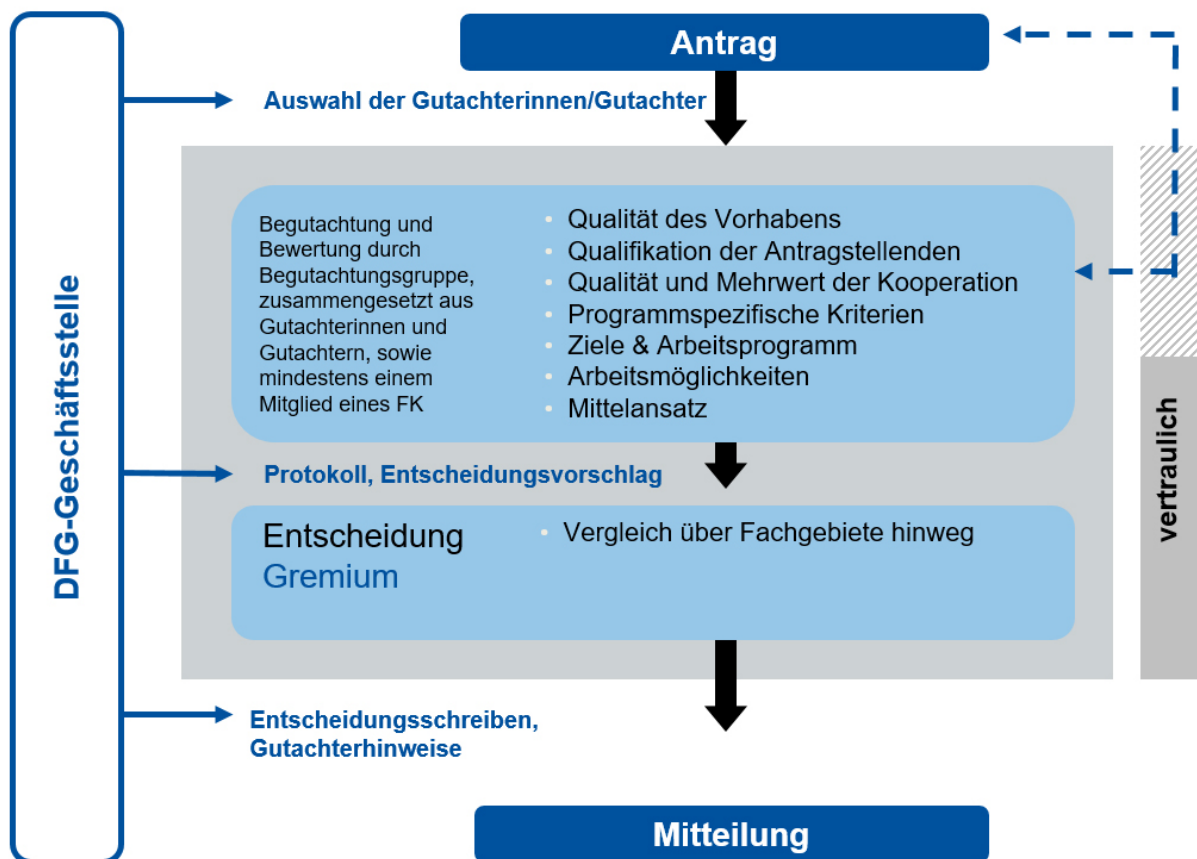 DFG-Geschäftsstelle
Antrag
Auswahl der Gutachterinnen/Gutachter
Begutachtung und
Bewertung durch
Begutachtungsgruppe,
zusammengesetzt aus
Gutachterinnen und
Gutachtern, sowie
mindestens einem
Mitglied eines FK
• Qualität des Vorhabens
• Qualifikation der Antragstellenden
• Qualität und Mehrwert der Kooperation
• Programmspezifische Kriterien
• Ziele & Arbeitsprogramm
• Arbeitsmöglichkeiten
• Mittelansatz
vertraulich
Protokoll, Entscheidungsvorschlag
Entscheidung
Gremium
• Vergleich über Fachgebiete hinweg
Entscheidungsschreiben,
Gutachterhinweise
Mitteilung